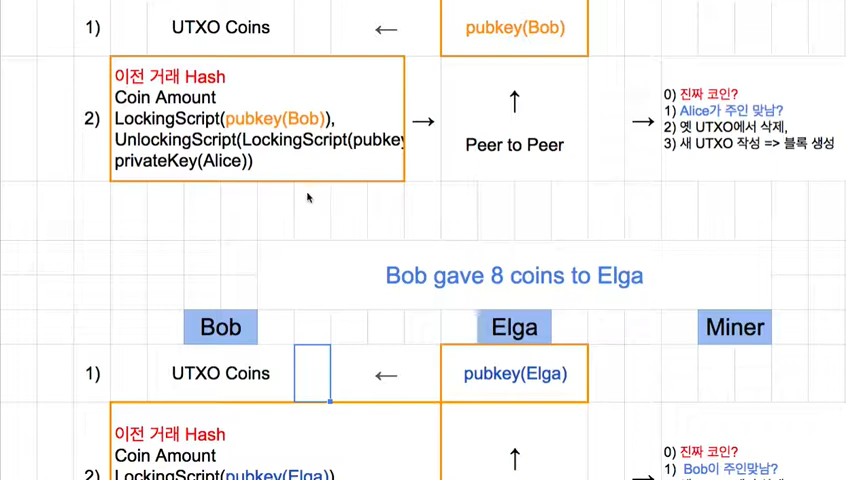 1) UTXO Coins ← pubkey(Bob)
이전 거래 Hash
Coin Amount
2) LockingScript(pubkey(Bob)),
UnlockingScript(LockingScript(pubkey
privateKey(Alice))
→
↑
Peer to Peer
→
0) 진짜 코인?
1) Alice가 주인 맞남?
2) 옛 UTXO에서 삭제,
3) 새 UTXO 작성 => 블록 생성
Bob gave 8 coins to Elga
Bob Elga Miner
1) UTXO Coins ← pubkey(Elga)
이전 거래 Hash
Coin Amount
2) LockingScript(pubkey(Elga))
↑
→
0) 진짜 코인?
1) Bob이 주인맞남?